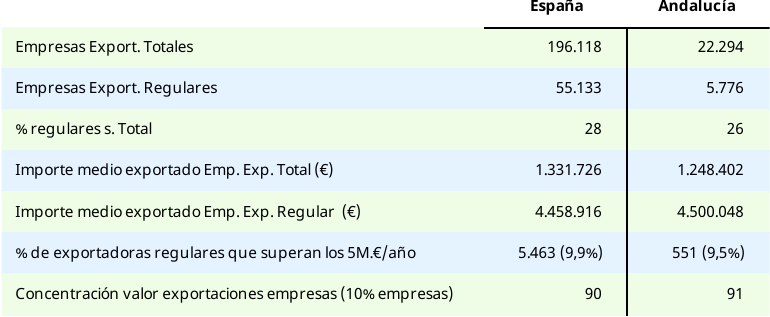 España Andalucía
Empresas Export. Totales 196.118 22.294
Empresas Export. Regulares 55.133 5.776
% regulares s. Total 28 26
Importe medio exportado Emp. Exp. Total (€) 1.331.726 1.248.402
Importe medio exportado Emp. Exp. Regular (€) 4.458.916 4.500.048
% de exportadoras regulares que superan los 5M.€/año 5.463 (9,9%) 551 (9,5%)
Concentración valor exportaciones empresas (10% empresas) 90 91